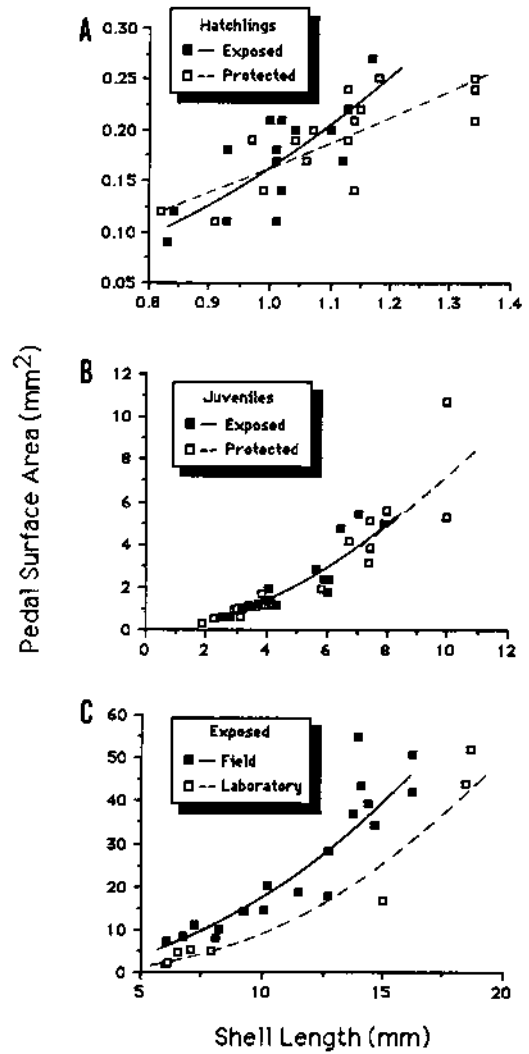 A
Hatchlings
Exposed
Protected
0.30
0.25
0.20
0.15
0.10
0.05
0.8 0.9 1.0 1.1 1.2 1.3 1.4
B
Juveniles
Exposed
Protected
12
10
8
6
4
2
0
0 2 4 6 8 10 12
C
Exposed
Field
Laboratory
60
50
40
30
20
10
0
5 10 15 20
Pedal Surface Area (mm²)
Shell Length (mm)